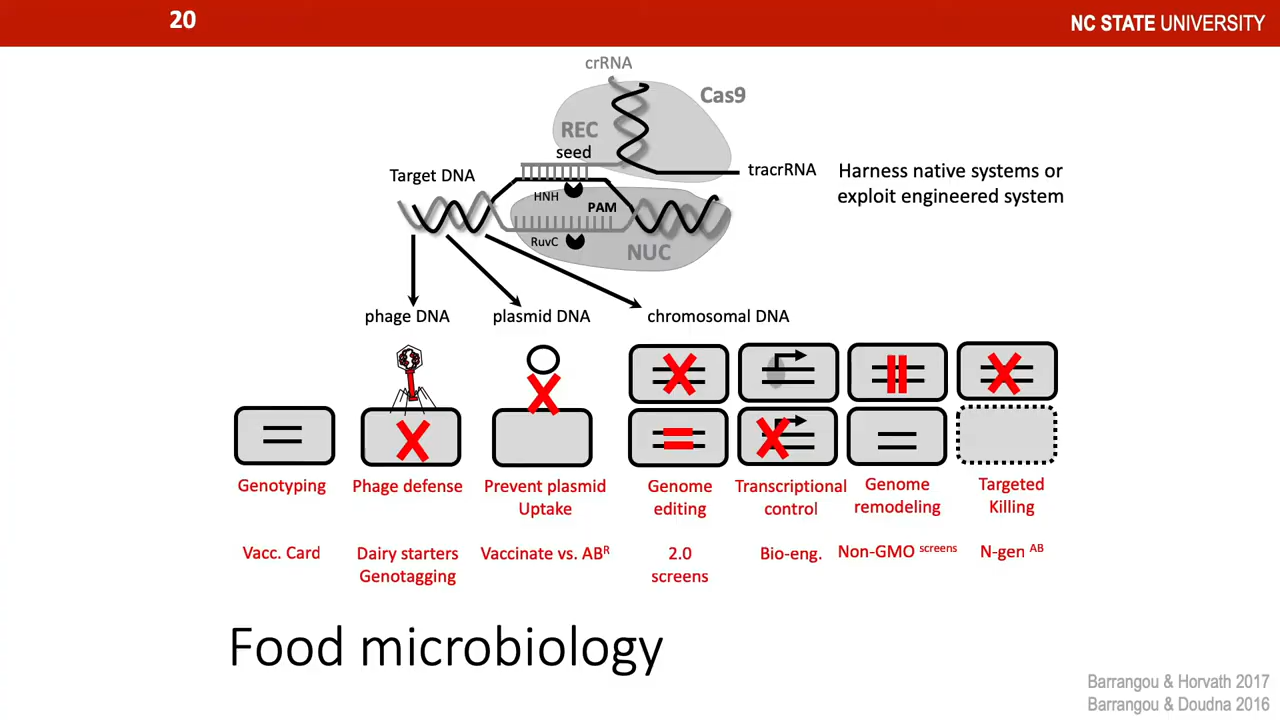 20
NC STATE UNIVERSITY
crRNA
Cas9
REC
seed
Target DNA
tracrRNA
Harness native systems or
exploit engineered system
HNH
PAM
RuvC
NUC
phage DNA
plasmid DNA
chromosomal DNA
Genotyping
Phage defense
Prevent plasmid
Uptake
Genome
editing
Transcriptional
control
Genome
remodeling
Targeted
Killing
Vacc. Card
Dairy starters
Genotagging
Vaccinate vs. ABR
2.0
screens
Bio-eng.
Non-GMO screens
N-gen AB
Food microbiology
Barrangou & Horvath 2017
Barrangou & Doudna 2016